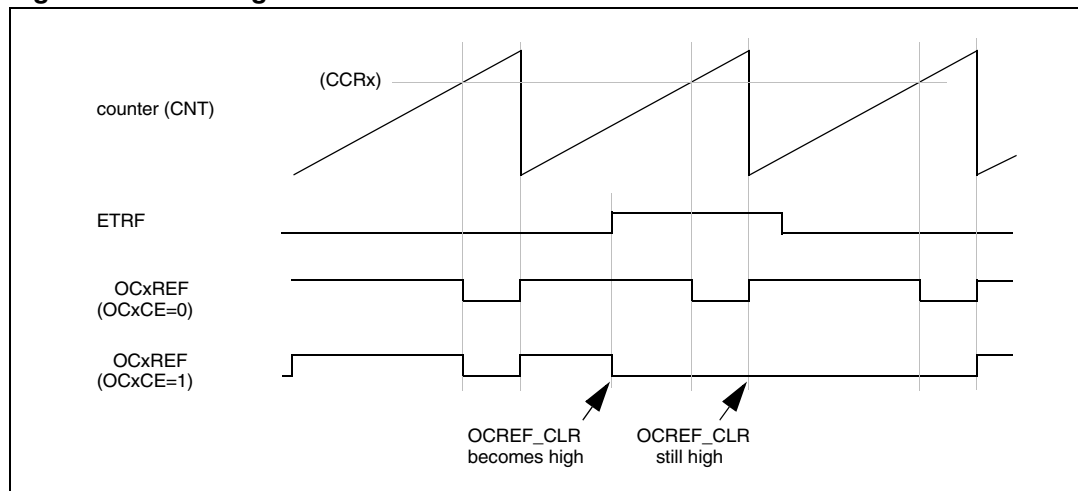 (CCRx)
counter (CNT)
ETRF
OCxREF
(OCxCE=0)
OCxREF
(OCxCE=1)
OCREF_CLR
becomes high
OCREF_CLR
still high